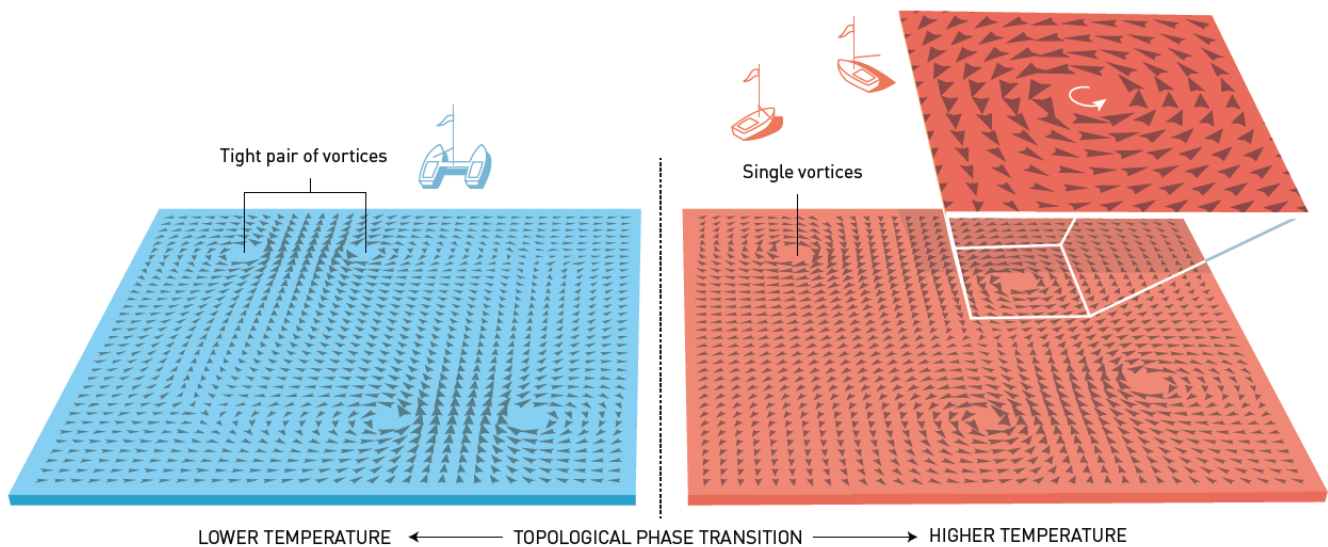 Tight pair of vortices
Single vortices
LOWER TEMPERATURE
TOPOLOGICAL PHASE TRANSITION
HIGHER TEMPERATURE